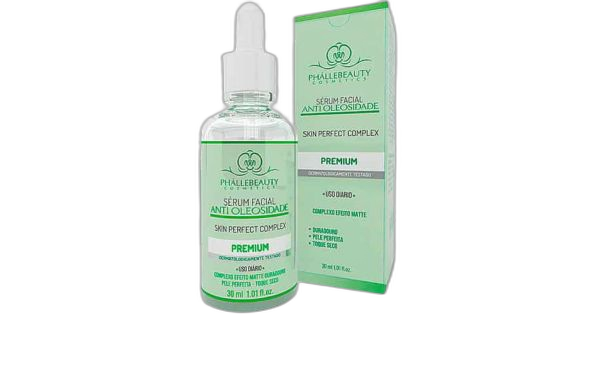 PHÁLLEBEAUTY
COSMETICS
SÉRUM FACIAL
ANTI OLEOSIDADE
SKIN PERFECT COMPLEX
PREMIUM
DERMATOLOGICAMENTE TESTADO
+USO DIÁRIO+
COMPLEXO EFEITO MATTE DURADOURO
PELE PERFEITA - TOQUE SECO
30 ml 1.01 fl.oz.
PHÁLLEBEAUTY
COSMETICS
SÉRUM FACIAL
ANTI OLEOSIDADE
SKIN PERFECT COMPLEX
PREMIUM
DERMATOLOGICAMENTE TESTADO
+USO DIÁRIO+
COMPLEXO EFEITO MATTE
• DURADOURO
• PELE PERFEITA
• TOQUE SECO
30 ml 1.01 fl.oz.